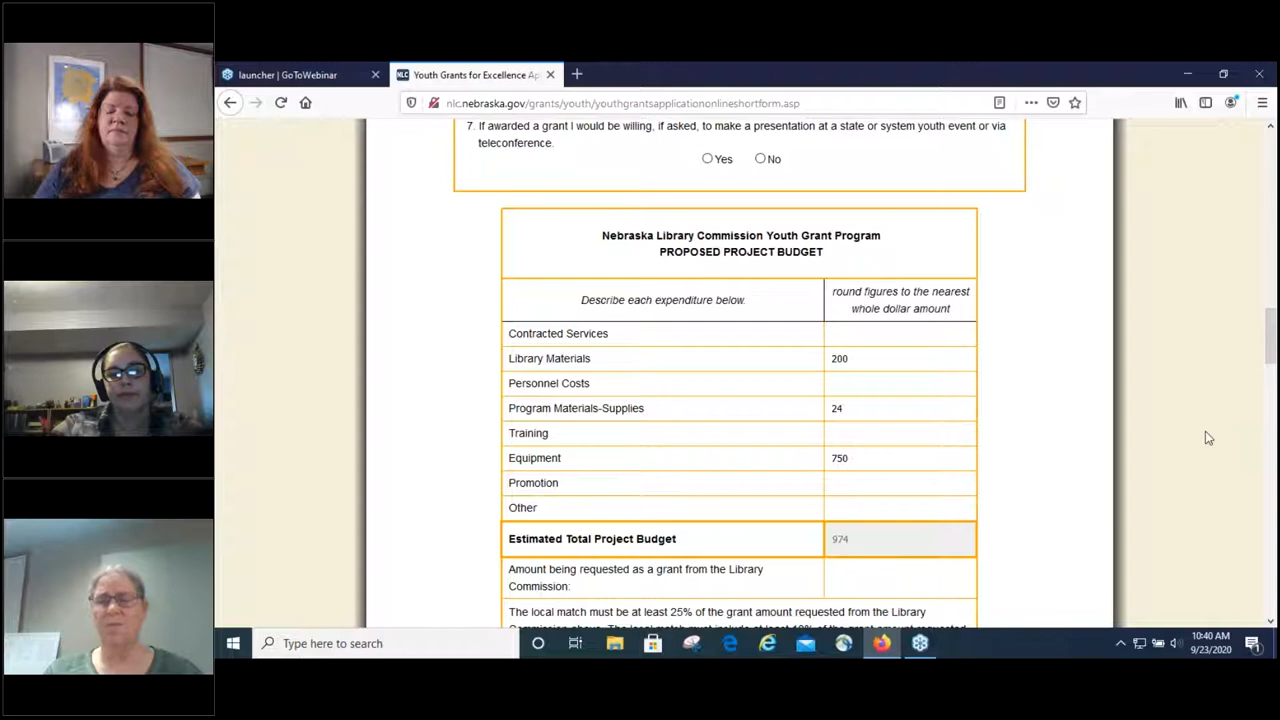 launcher | GoToWebinar
NLC Youth Grants for Excellence Ap
nlc.nebraska.gov/grants/youth/youthgrantsapplicationonlineshortform.asp
7. If awarded a grant I would be willing, if asked, to make a presentation at a state or system youth event or via
teleconference.
Yes No
Nebraska Library Commission Youth Grant Program
PROPOSED PROJECT BUDGET
Describe each expenditure below.
round figures to the nearest
whole dollar amount
Contracted Services
Library Materials 200
Personnel Costs
Program Materials-Supplies 24
Training
Equipment 750
Promotion
Other
Estimated Total Project Budget 974
Amount being requested as a grant from the Library
Commission:
The local match must be at least 25% of the grant amount requested from the Library
Type here to search
10:40 AM
9/23/2020